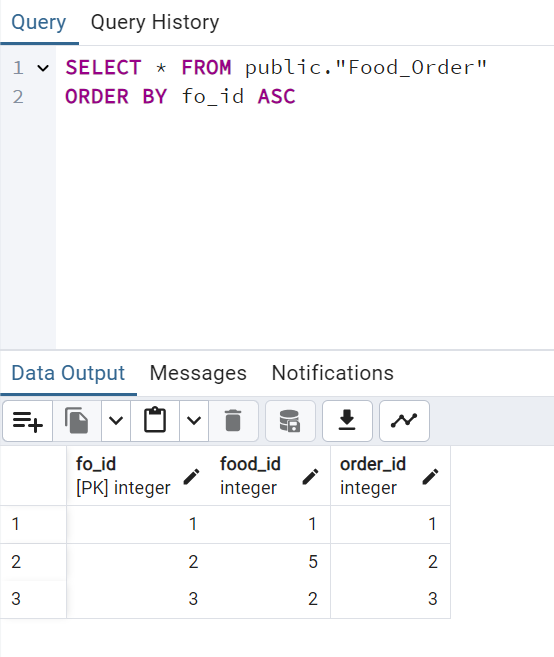 Query Query History
1 SELECT * FROM public."Food_Order"
2 ORDER BY fo_id ASC
Data Output Messages Notifications
fo_id food_id order_id
[PK] integer integer integer
1 1 1 1
2 2 5 2
3 3 2 3